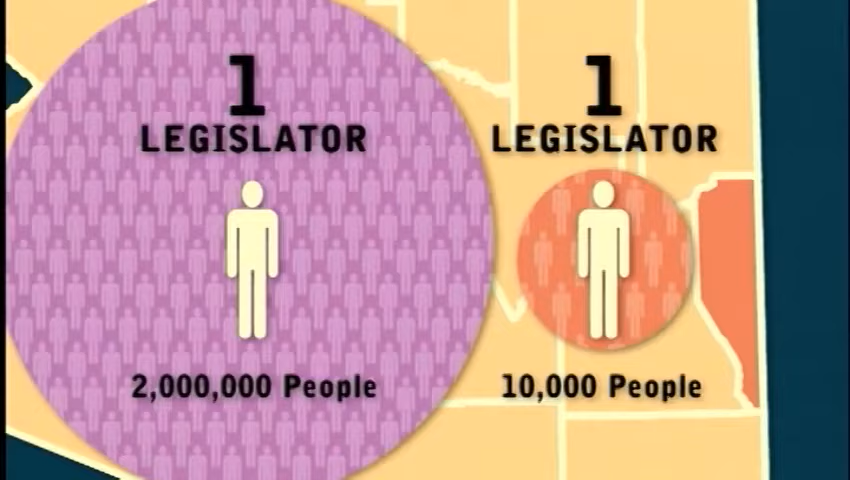 1
LEGISLATOR
2,000,000 People
1
LEGISLATOR
10,000 People